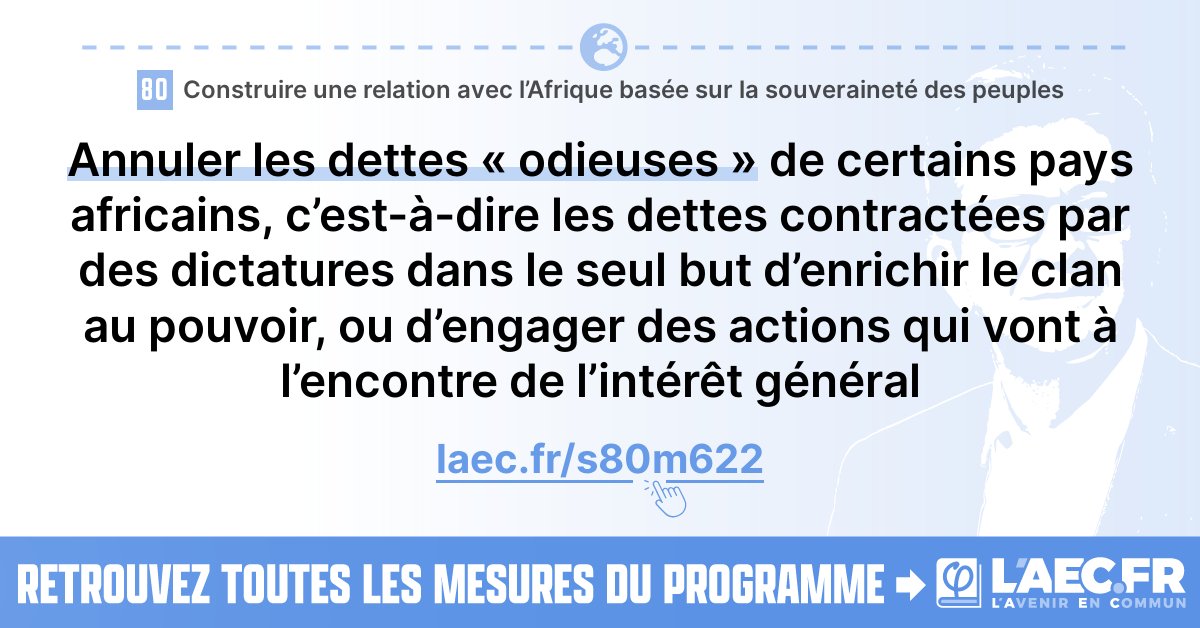 80 Construire une relation avec l’Afrique basée sur la souveraineté des peuples
Annuler les dettes « odieuses » de certains pays
africains, c’est-à-dire les dettes contractées par
des dictatures dans le seul but d’enrichir le clan
au pouvoir, ou d’engager des actions qui vont à
l’encontre de l’intérêt général
laec.fr/s80m622
RETROUVEZ TOUTES LES MESURES DU PROGRAMME
L'AEC.FR
L'AVENIR EN COMMUN